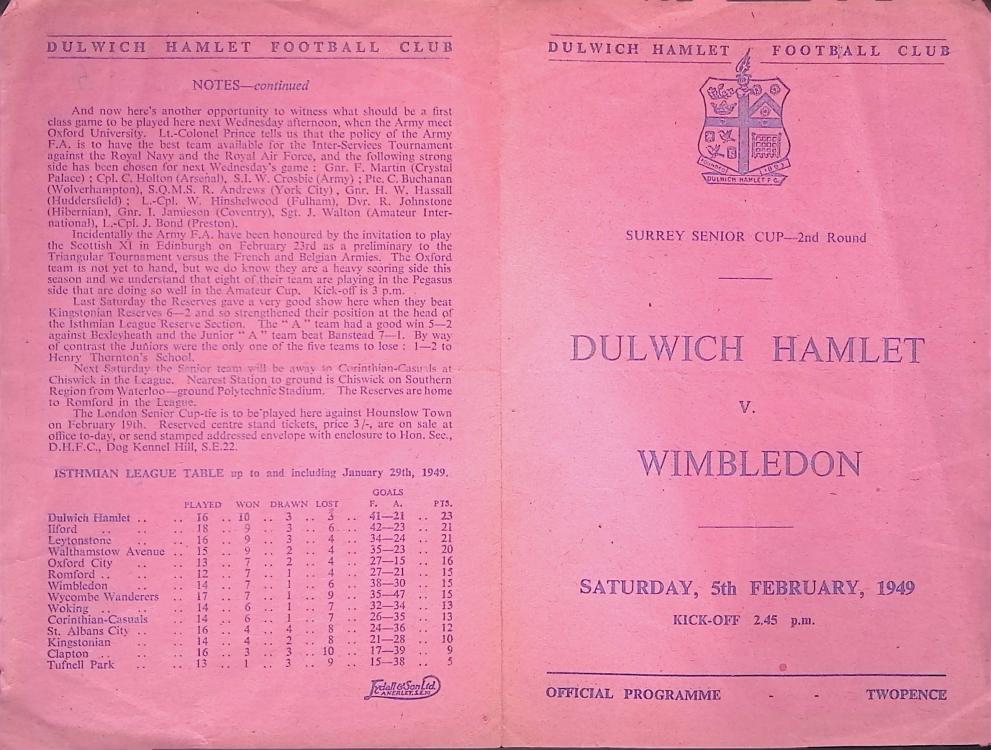 DULWICH HAMLET FOOTBALL CLUB
NOTES—continued
And now here's another opportunity to witness what should be a first
class game to be played here next Wednesday afternoon, when the Army meet
Oxford University. Lt.-Colonel Prince tells us that the policy of the Army
F.A. is to have the best team available for the Inter-Services Tournament
against the Royal Navy and the Royal Air Force, and the following strong
side has been chosen for next Wednesday's game : Gnr. F. Martin (Crystal
Palace) ; Cpl. C. Holton (Arsenal), S.I. W. Crosbie (Army) ; Pte. C. Buchanan
(Wolverhampton), S.Q.M.S. R. Andrews (York City) , Gnr. H. W. Hassall
(Huddersfield) ; L.-Cpl. W. Hinshelwood (Fulham), Dvr. R. Johnstone
(Hibernian), Gnr. I. Jamieson (Coventry), Sgt. J. Walton (Amateur Inter-
national), L.-Cpl. J. Bond (Preston).
Incidentally the Army F.A. have been honoured by the invitation to play
the Scottish XI in Edinburgh on February 23rd as a preliminary to the
Triangular Tournament versus the French and Belgian Armies. The Oxford
team is not yet to hand, but we do know they are a heavy scoring side this
season and we understand that eight of their team are playing in the Pegasus
side that are doing so well in the Amateur Cup. Kick-off is 3 p.m.
Last Saturday the Reserves gave a very good show here when they beat
Kingstonian Reserves 6—2 and so strengthened their position at the head of
the Isthmian League Reserve Section. The " A " team had a good win 5—2
against Bexleyheath and the Junior " A " team beat Banstead 7—1. By way
of contrast the Juniors were the only one of the five teams to lose : 1—2 to
Henry Thornton's School.
Next Saturday the Senior team will be away to Corinthian-Casuals at
Chiswick in the League. Nearest Station to ground is Chiswick on Southern
Region from Waterloo—ground Polytechnic Stadium. The Reserves are home
to Romford in the League.
The London Senior Cup-tie is to be played here against Hounslow Town
on February 19th. Reserved centre stand tickets, price 3/-, are on sale at
office to-day, or send stamped addressed envelope with enclosure to Hon. Sec.,
D.H.F.C., Dog Kennel Hill, S.E.22.
ISTHMIAN LEAGUE TABLE up to and including January 29th, 1949.
GOALS
PLAYED WON DRAWN LOST F. A. PTS.
Dulwich Hamlet .. .. 16 .. 10 .. 3 .. 3 .. 41—21 .. 23
Ilford .. .. 18 .. 9 .. 3 .. 6 .. 42—23 .. 21
Leytonstone .. .. 16 .. 9 .. 3 .. 4 .. 34—24 .. 21
Walthamstow Avenue .. 15 .. 9 .. 2 .. 4 .. 35—23 .. 20
Oxford City .. .. 13 .. 7 .. 2 .. 4 .. 27—15 .. 16
Romford .. .. .. 12 .. 7 .. 1 .. 4 .. 27—21 .. 15
Wimbledon .. .. 14 .. 7 .. 1 .. 6 .. 38—30 .. 15
Wycombe Wanderers .. 17 .. 7 .. 1 .. 9 .. 35—47 .. 15
Woking .. .. .. 14 .. 6 .. 1 .. 7 .. 32—34 .. 13
Corinthian-Casuals .. 14 .. 6 .. 1 .. 7 .. 26—35 .. 13
St. Albans City .. .. 16 .. 4 .. 4 .. 8 .. 24—36 .. 12
Kingstonian .. .. 14 .. 4 .. 2 .. 8 .. 21—28 .. 10
Clapton .. .. .. 16 .. 3 .. 3 .. 10 .. 17—39 .. 9
Tufnell Park .. .. 13 .. 1 .. 3 .. 9 .. 15—38 .. 5
& Son Ltd
ANERLEY, S.E.20
DULWICH HAMLET FOOTBALL CLUB
FOUNDED 1893
DULWICH HAMLET F.C.
SURREY SENIOR CUP—2nd Round
DULWICH HAMLET
V.
WIMBLEDON
SATURDAY, 5th FEBRUARY, 1949
KICK-OFF 2.45 p.m.
OFFICIAL PROGRAMME - - TWOPENCE